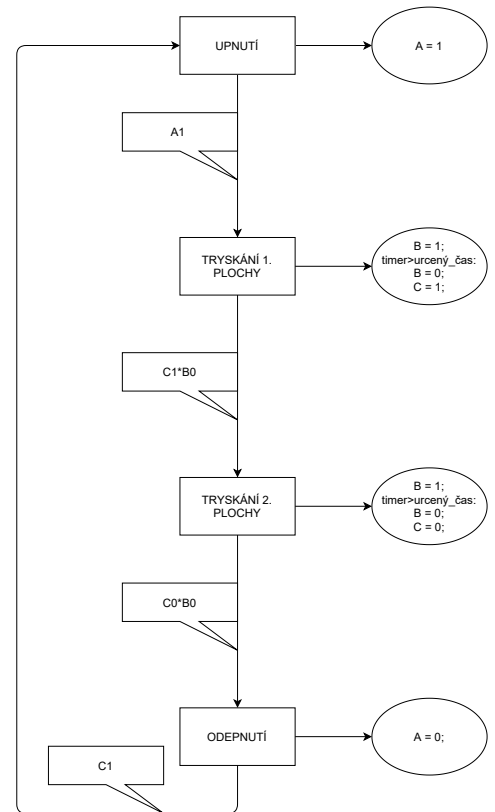 UPNUTÍ
A = 1
A1
TRYSKÁNÍ 1.
PLOCHY
B = 1;
timer>urcený_čas:
B = 0;
C = 1;
C1*B0
TRYSKÁNÍ 2.
PLOCHY
B = 1;
timer>urcený_čas:
B = 0;
C = 0;
C0*B0
ODEPNUTÍ
A = 0;
C1